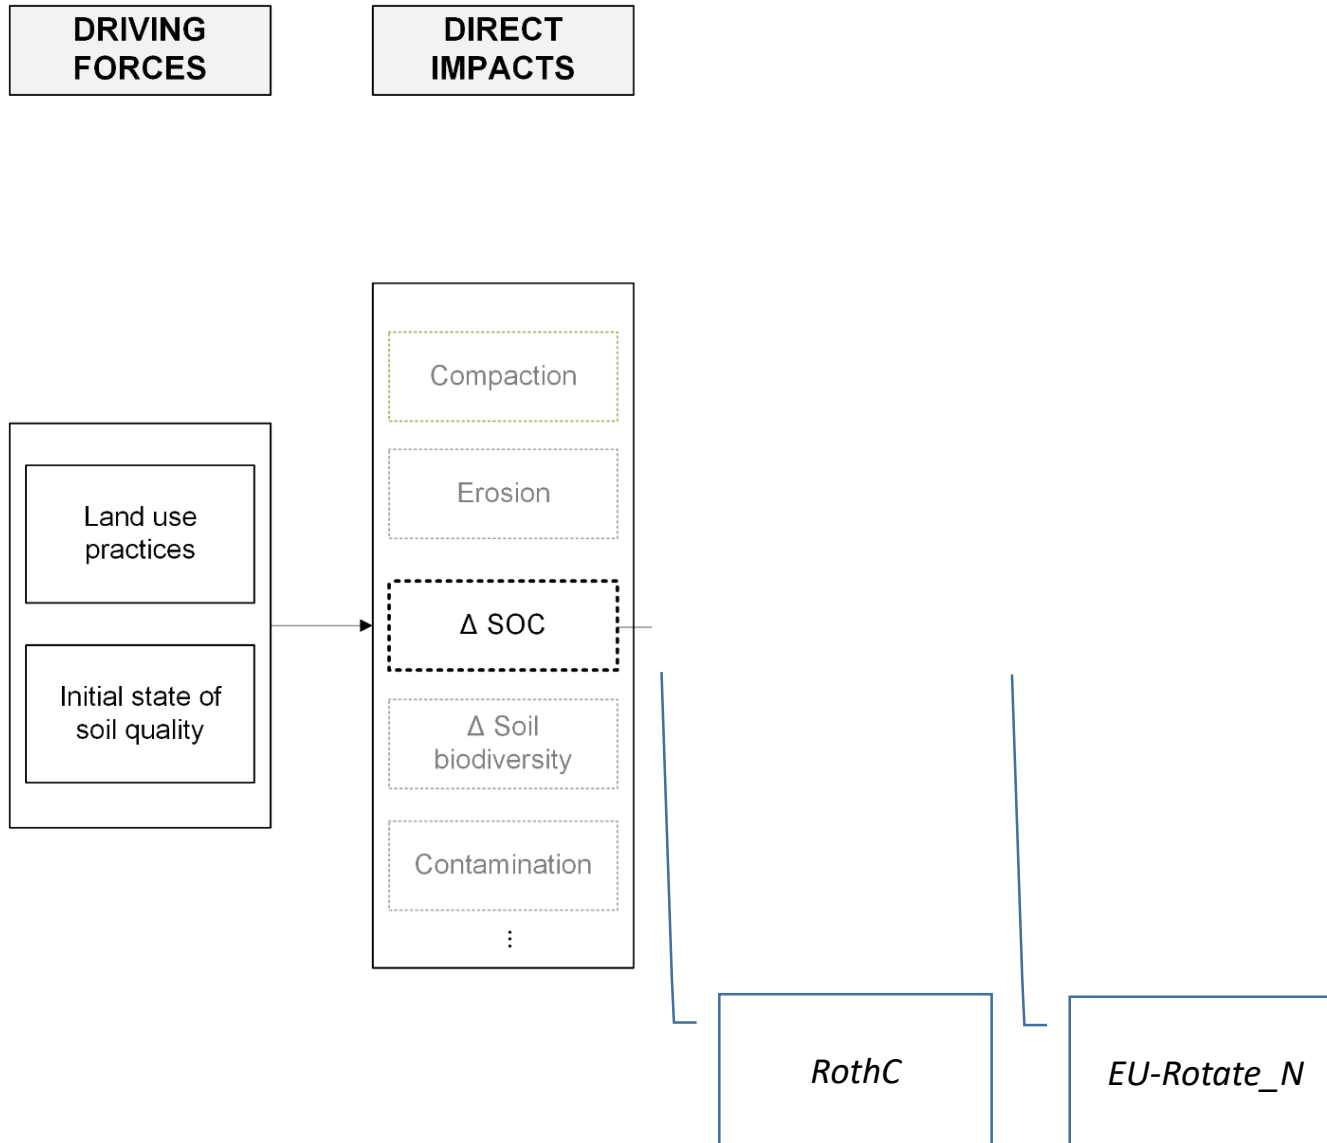 DRIVING
FORCES
DIRECT
IMPACTS
Land use
practices
Initial state of
soil quality
Compaction
Erosion
Δ SOC
Δ Soil
biodiversity
Contamination
⋮
RothC
EU-Rotate_N